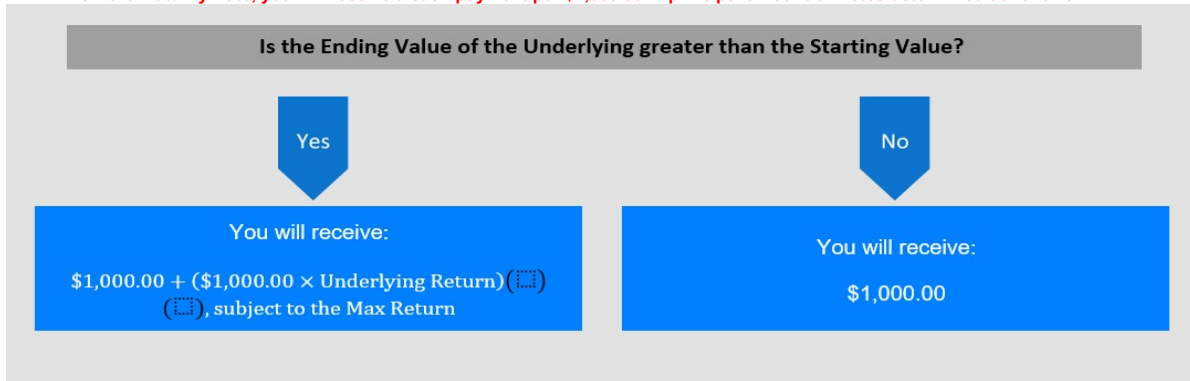 Is the Ending Value of the Underlying greater than the Starting Value?
Yes
No
You will receive:
$1,000.00 + ($1,000.00 × Underlying Return)(⬚)
(⬚), subject to the Max Return
You will receive:
$1,000.00